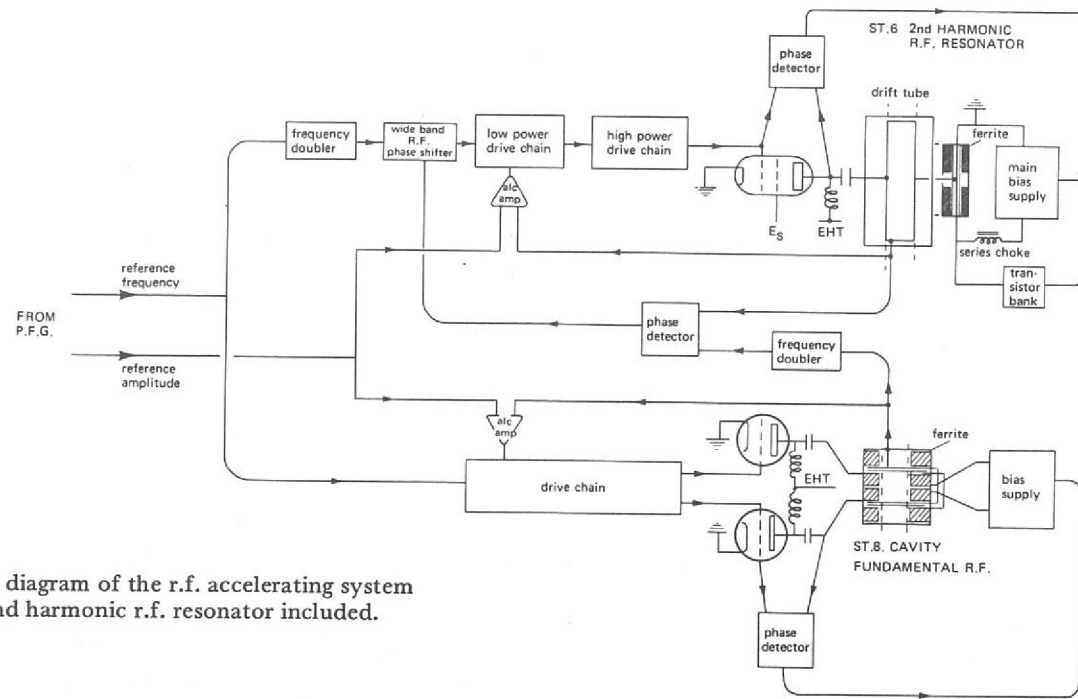 ST.6 2nd HARMONIC
R.F. RESONATOR
phase
detector
drift tube
frequency
doubler
wide band
R.F.
phase shifter
low power
drive chain
high power
drive chain
ferrite
main
bias
supply
alc
amp
E_S
EHT
series choke
tran-
sistor
bank
reference
frequency
FROM
P.F.G.
reference
amplitude
phase
detector
frequency
doubler
alc
amp
drive chain
EHT
ferrite
bias
supply
ST.8. CAVITY
FUNDAMENTAL R.F.
diagram of the r.f. accelerating system
nd harmonic r.f. resonator included.
phase
detector